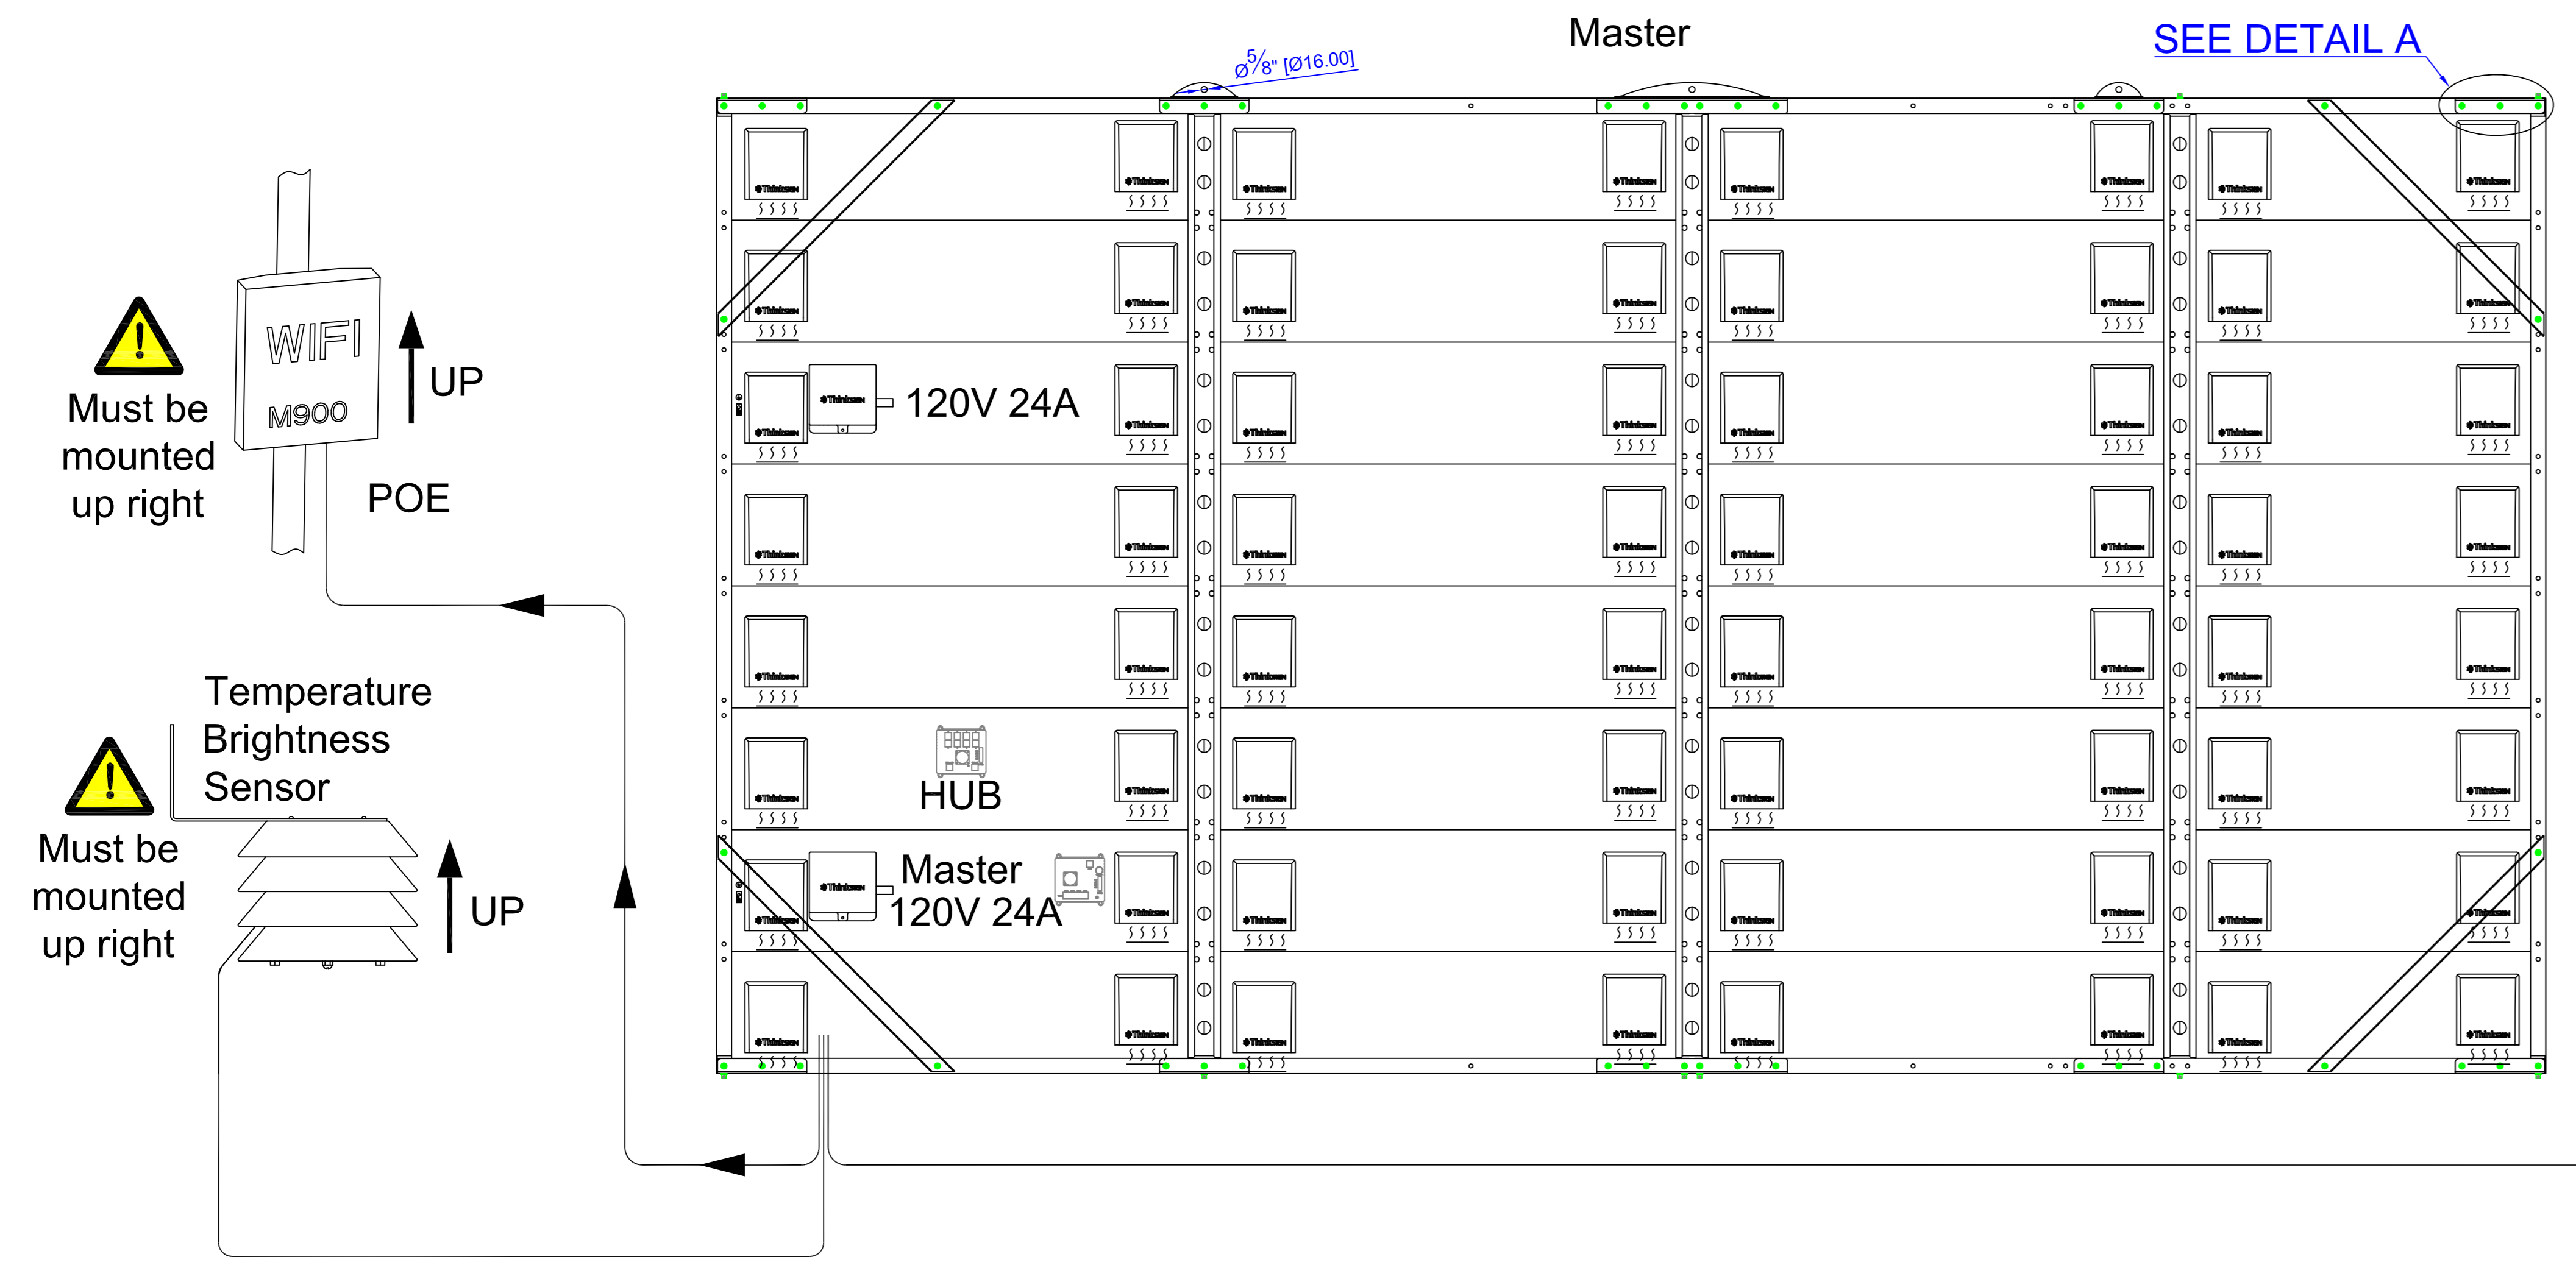 Master
SEE DETAIL A
Ø5/8" [Ø16.00]
WIFI
M900
UP
Must be
mounted
up right
POE
120V 24A
Temperature
Brightness
Sensor
Must be
mounted
up right
UP
HUB
Master
120V 24A